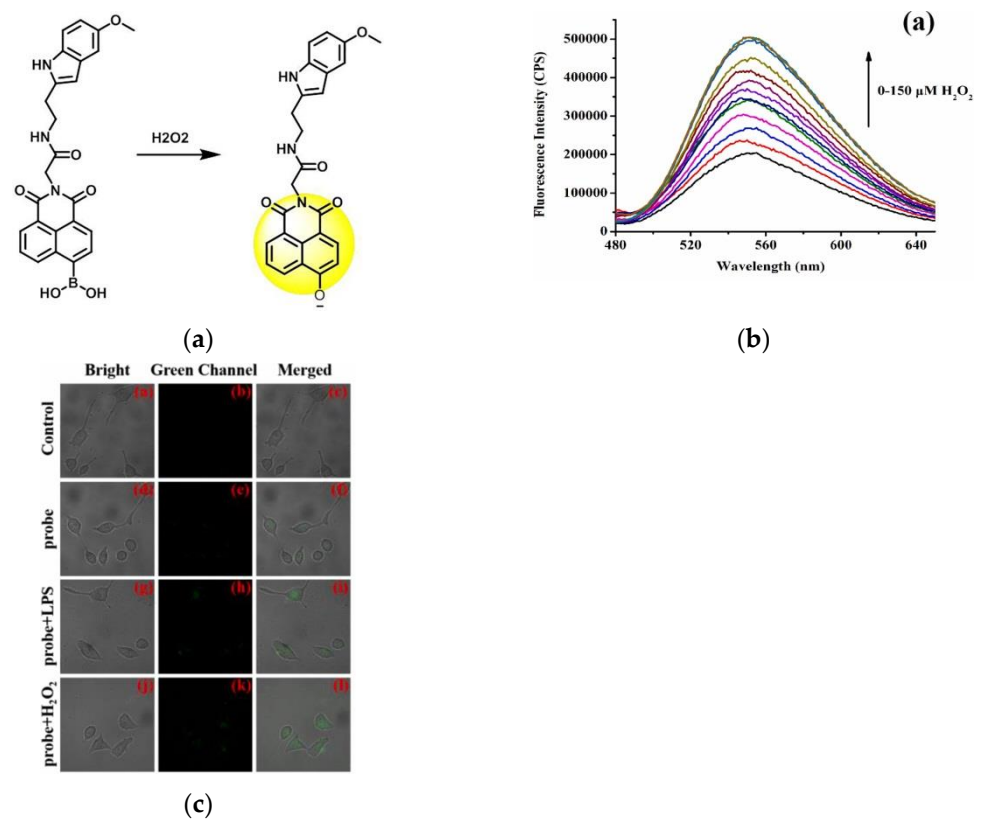 O
HN
HN
O
O
N
O
B
HO
OH
H2O2
O
HN
HN
O
O
N
O
O
−
(a)
(a)
Fluorescence Intensity (CPS)
500000
400000
300000
200000
100000
0
480
520
560
600
640
Wavelength (nm)
0-150 μM H₂O₂
(b)
Bright Green Channel Merged
Control
(a) (b) (c)
probe
(d) (e) (f)
probe+LPS
(g) (h) (i)
probe+H₂O₂
(j) (k) (l)
(c)